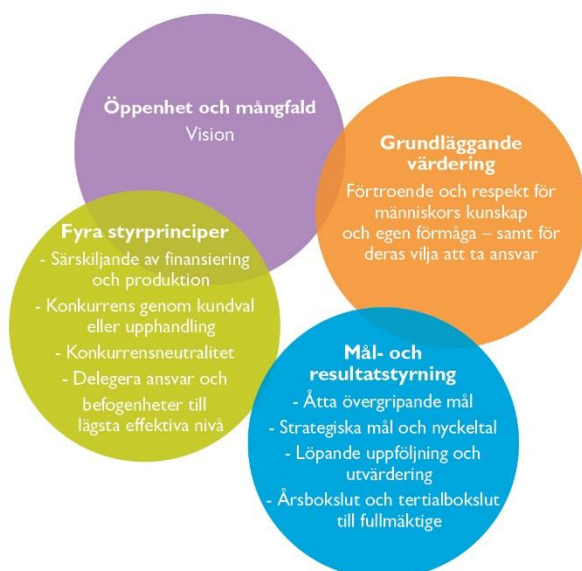 Öppenhet och mångfald
Vision
Grundläggande
värdering
Förtroende och respekt för
människors kunskap
och egen förmåga – samt för
deras vilja att ta ansvar
Fyra styrprinciper
- Särskiljande av finansiering
och produktion
- Konkurrens genom kundval
eller upphandling
- Konkurrensneutralitet
- Delegera ansvar och
befogenheter till
lägsta effektiva nivå
Mål- och
resultatstyrning
- Åtta övergripande mål
- Strategiska mål och nyckeltal
- Löpande uppföljning och
utvärdering
- Årsbokslut och tertialbokslut
till fullmäktige